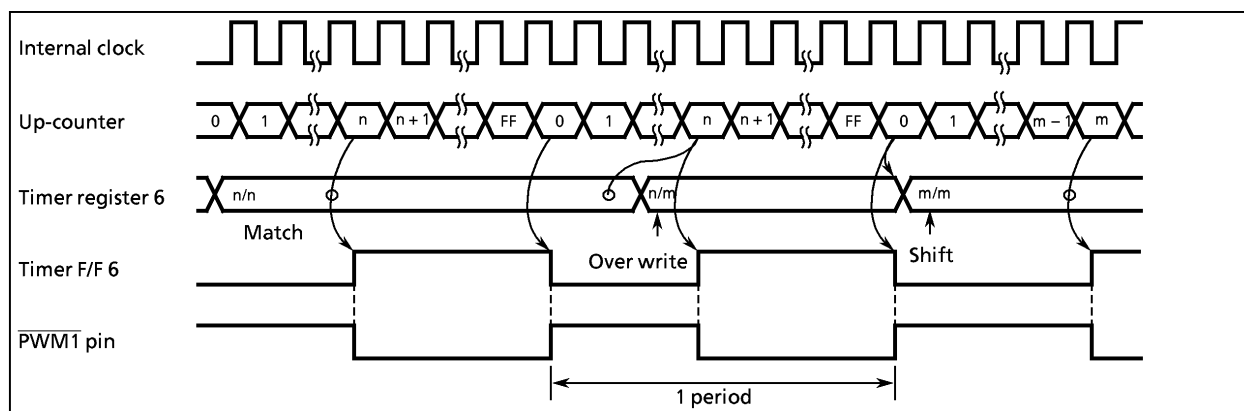 Internal clock
Up-counter 0 1 n n + 1 FF 0 1 n n + 1 FF 0 1 m − 1 m
Timer register 6 n/n n/m m/m
Match
Over write
Shift
Timer F/F 6
PWM1 pin
1 period